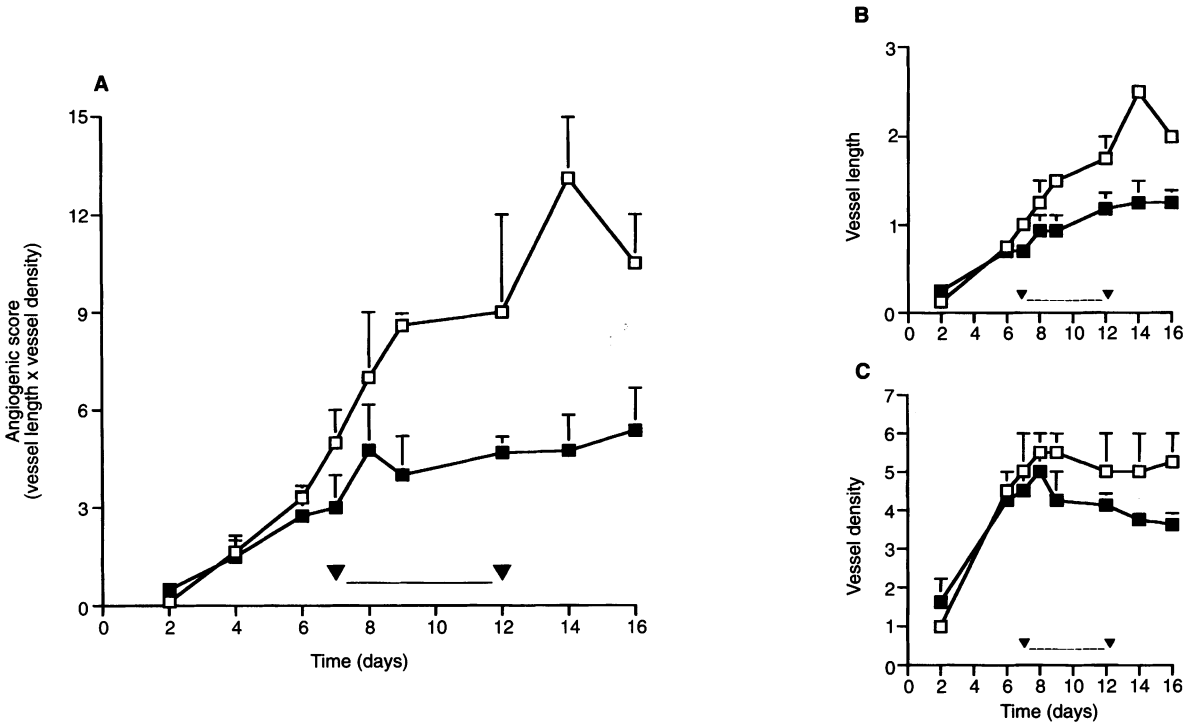 A
Angiogenic score
(vessel length x vessel density)
15
12
9
6
3
0
0 2 4 6 8 10 12 14 16
Time (days)
B
Vessel length
3
2
1
0
0 2 4 6 8 10 12 14 16
C
Vessel density
7
6
5
4
3
2
1
0
0 2 4 6 8 10 12 14 16
Time (days)